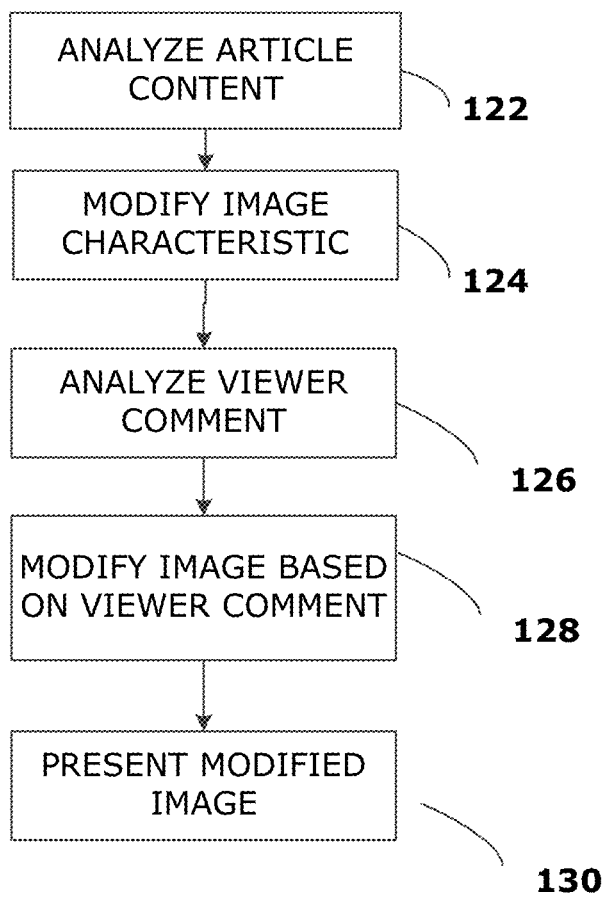 ANALYZE ARTICLE
CONTENT
122
MODIFY IMAGE
CHARACTERISTIC
124
ANALYZE VIEWER
COMMENT
126
MODIFY IMAGE BASED
ON VIEWER COMMENT
128
PRESENT MODIFIED
IMAGE
130